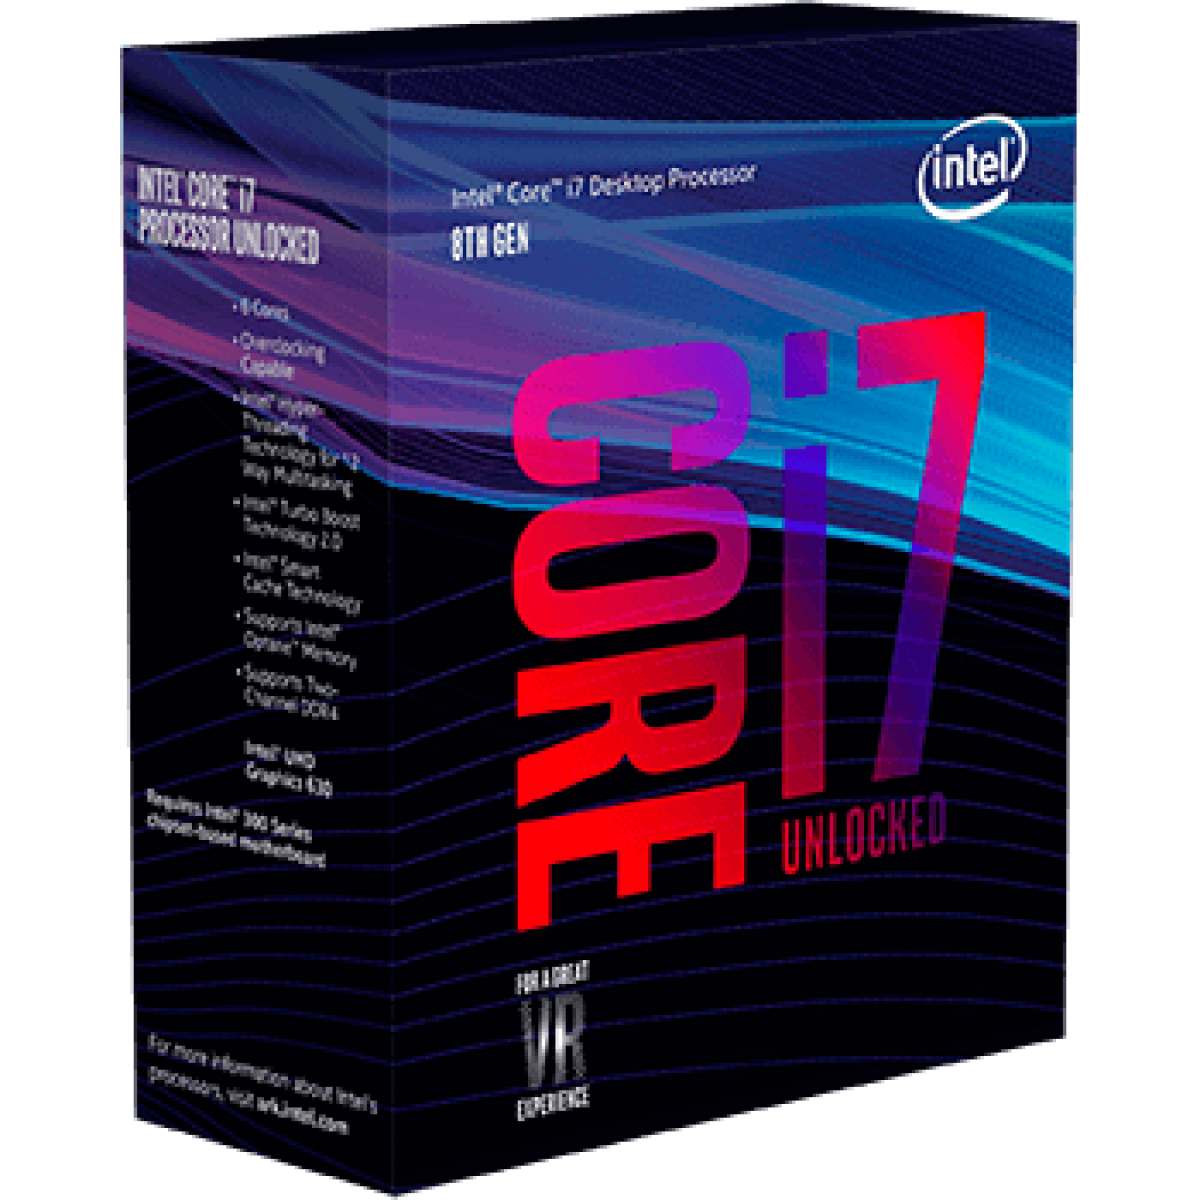 INTEL® CORE™ i7
PROCESSOR UNLOCKED
• 6 Cores
• Overclocking
Capable
• Intel® Hyper-
Threading
Technology for 12
Way Multitasking
• Intel® Turbo Boost
Technology 2.0
• Intel® Smart
Cache Technology
• Supports Intel®
Optane™ Memory
• Supports Two-
Channel DDR4
Intel® UHD
Graphics 630
Requires Intel® 300 Series
chipset-based motherboard
For more information about Intel's
processors, visit ark.intel.com
intel®
Intel® Core™ i7 Desktop Processor
8TH GEN
CORE
i7
UNLOCKED
FOR A GREAT
VR
EXPERIENCE